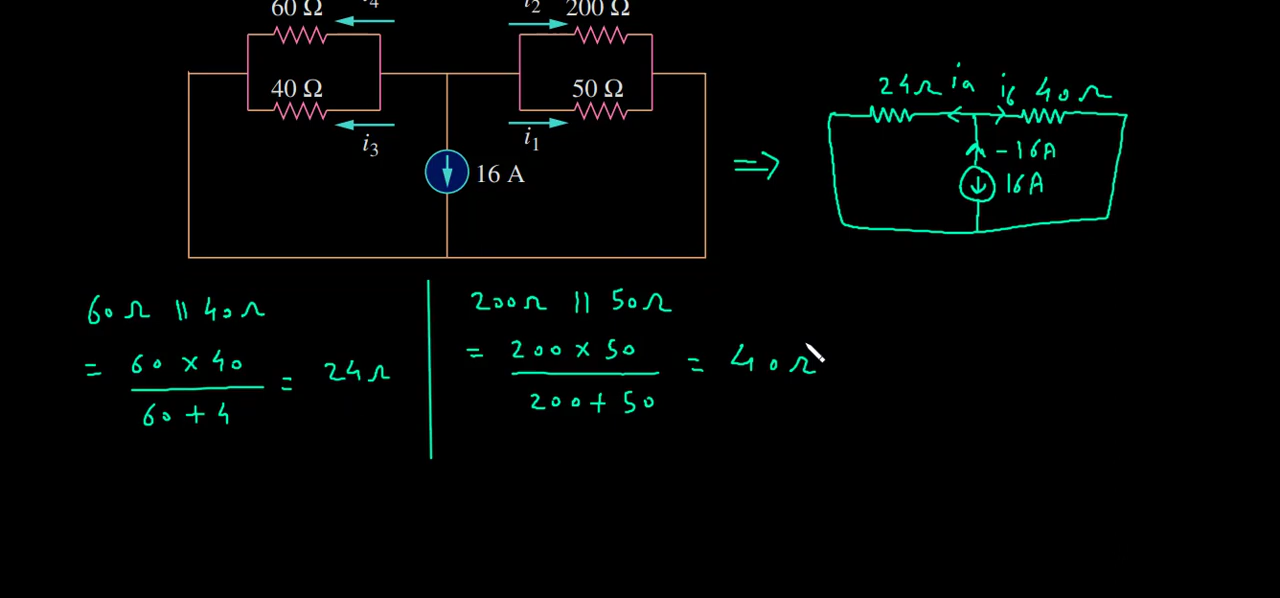 60 Ω i4 i2 200 Ω
40 Ω 50 Ω
i3 i1
16 A
24Ω ia ib 40Ω
⇒ -16A
16A
60Ω || 40Ω
= 60 × 40 / 60 + 4 = 24Ω
200Ω || 50Ω
= 200 × 50 / 200 + 50 = 40Ω